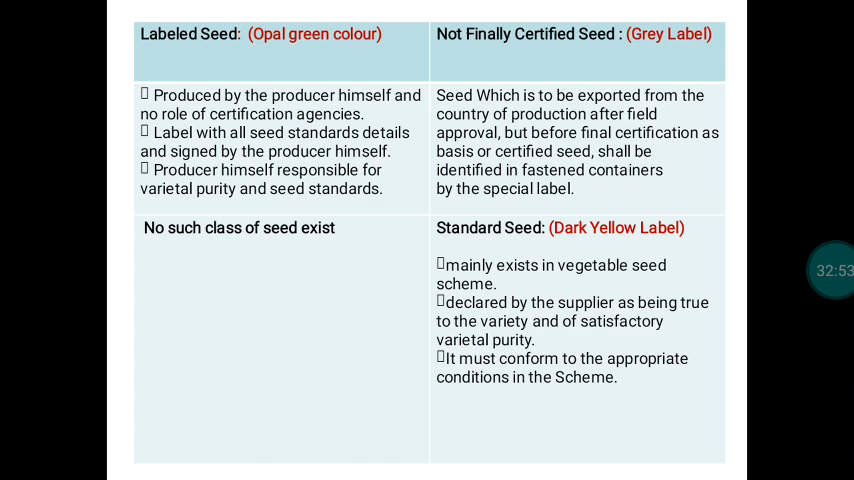 Labeled Seed: (Opal green colour)
Produced by the producer himself and
no role of certification agencies.
Label with all seed standards details
and signed by the producer himself.
Producer himself responsible for
varietal purity and seed standards.
Not Finally Certified Seed : (Grey Label)
Seed Which is to be exported from the
country of production after field
approval, but before final certification as
basis or certified seed, shall be
identified in fastened containers
by the special label.
No such class of seed exist
Standard Seed: (Dark Yellow Label)
mainly exists in vegetable seed
scheme.
declared by the supplier as being true
to the variety and of satisfactory
varietal purity.
It must conform to the appropriate
conditions in the Scheme.
32:53